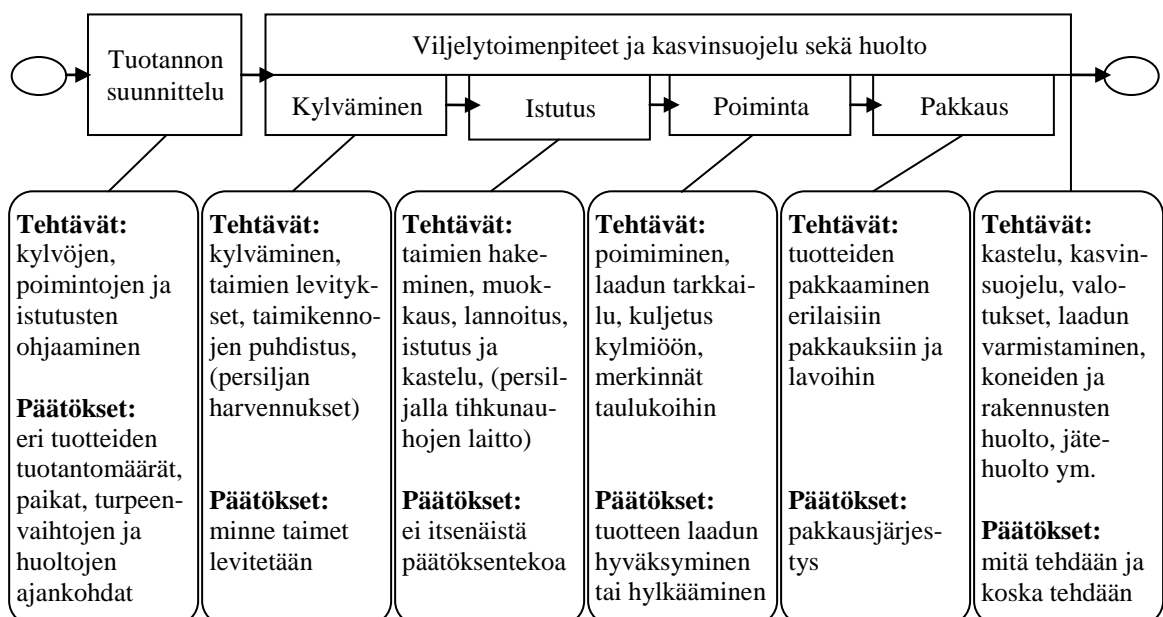 Tuotannon
suunnittelu
Viljelytoimenpiteet ja kasvinsuojelu sekä huolto
Kylväminen
Istutus
Poiminta
Pakkaus
Tehtävät:
kylvöjen,
poimintojen ja
istutusten
ohjaaminen
Päätökset:
eri tuotteiden
tuotantomäärät,
paikat, turpeen-
vaihtojen ja
huoltojen
ajankohdat
Tehtävät:
kylväminen,
taimien levityk-
set, taimikenno-
jen puhdistus,
(persiljan
harvennukset)
Päätökset:
minne taimet
levitetään
Tehtävät:
taimien hake-
minen, muok-
kaus, lannoitus,
istutus ja
kastelu, (persil-
jalla tihkunau-
hojen laitto)
Päätökset:
ei itsenäistä
päätöksentekoa
Tehtävät:
poimiminen,
laadun tarkkai-
lu, kuljetus
kylmiöön,
merkinnät
taulukoihin
Päätökset:
tuotteen laadun
hyväksyminen
tai hylkääminen
Tehtävät:
tuotteiden
pakkaaminen
erilaisiin
pakkauksiin ja
lavoihin
Päätökset:
pakkausjärjes-
tys
Tehtävät:
kastelu, kasvin-
suojelu, valo-
tukset, laadun
varmistaminen,
koneiden ja
rakennusten
huolto, jäte-
huolto ym.
Päätökset:
mitä tehdään ja
koska tehdään